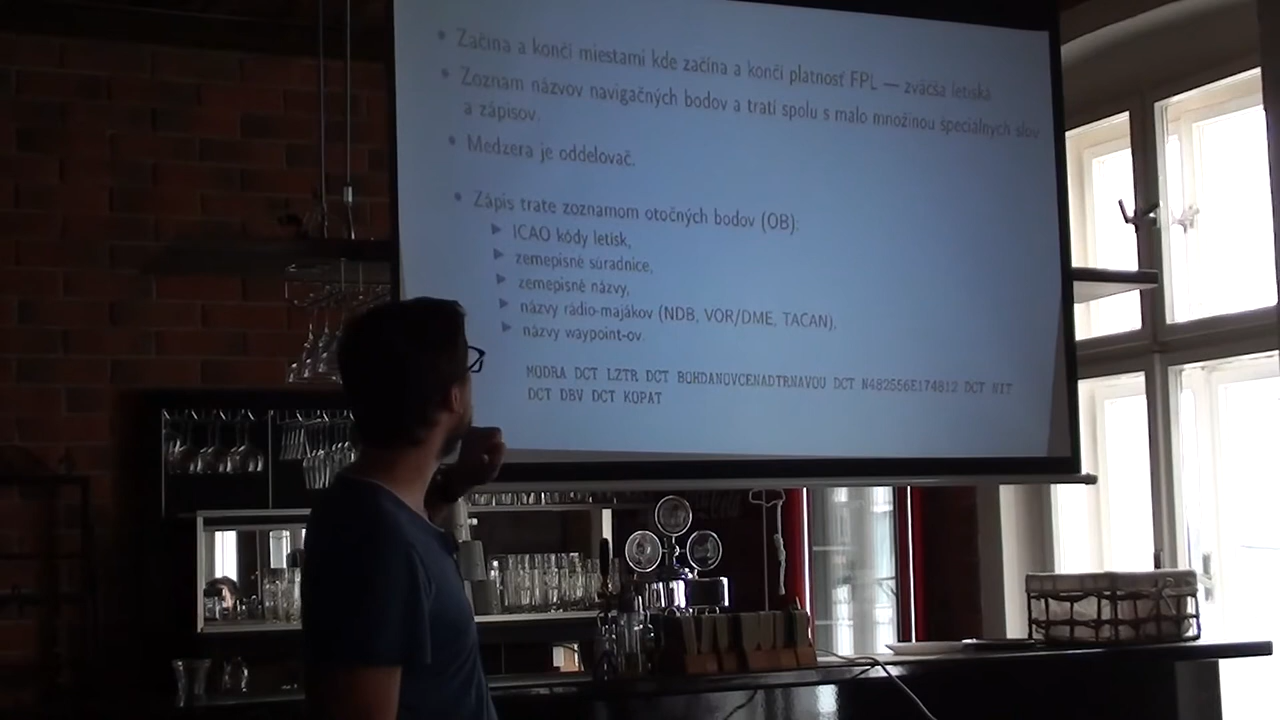 • Začína a končí miestami kde začína a končí platnosť FPL — zväčša letiská
• Zoznam názvov navigačných bodov a tratí spolu s malo množinou špeciálnych slov
a zápisov.
• Medzera je oddelovač.
• Zápis trate zoznamom otočných bodov (OB):
▶ ICAO kódy letísk,
▶ zemepisné súradnice,
▶ zemepisné názvy,
▶ názvy rádio-majákov (NDB, VOR/DME, TACAN),
▶ názvy waypoint-ov.
MODRA DCT LZTR DCT BOHDANOVCENADTRNAVOU DCT N482556E174812 DCT NIT
DCT DBV DCT KOPAT